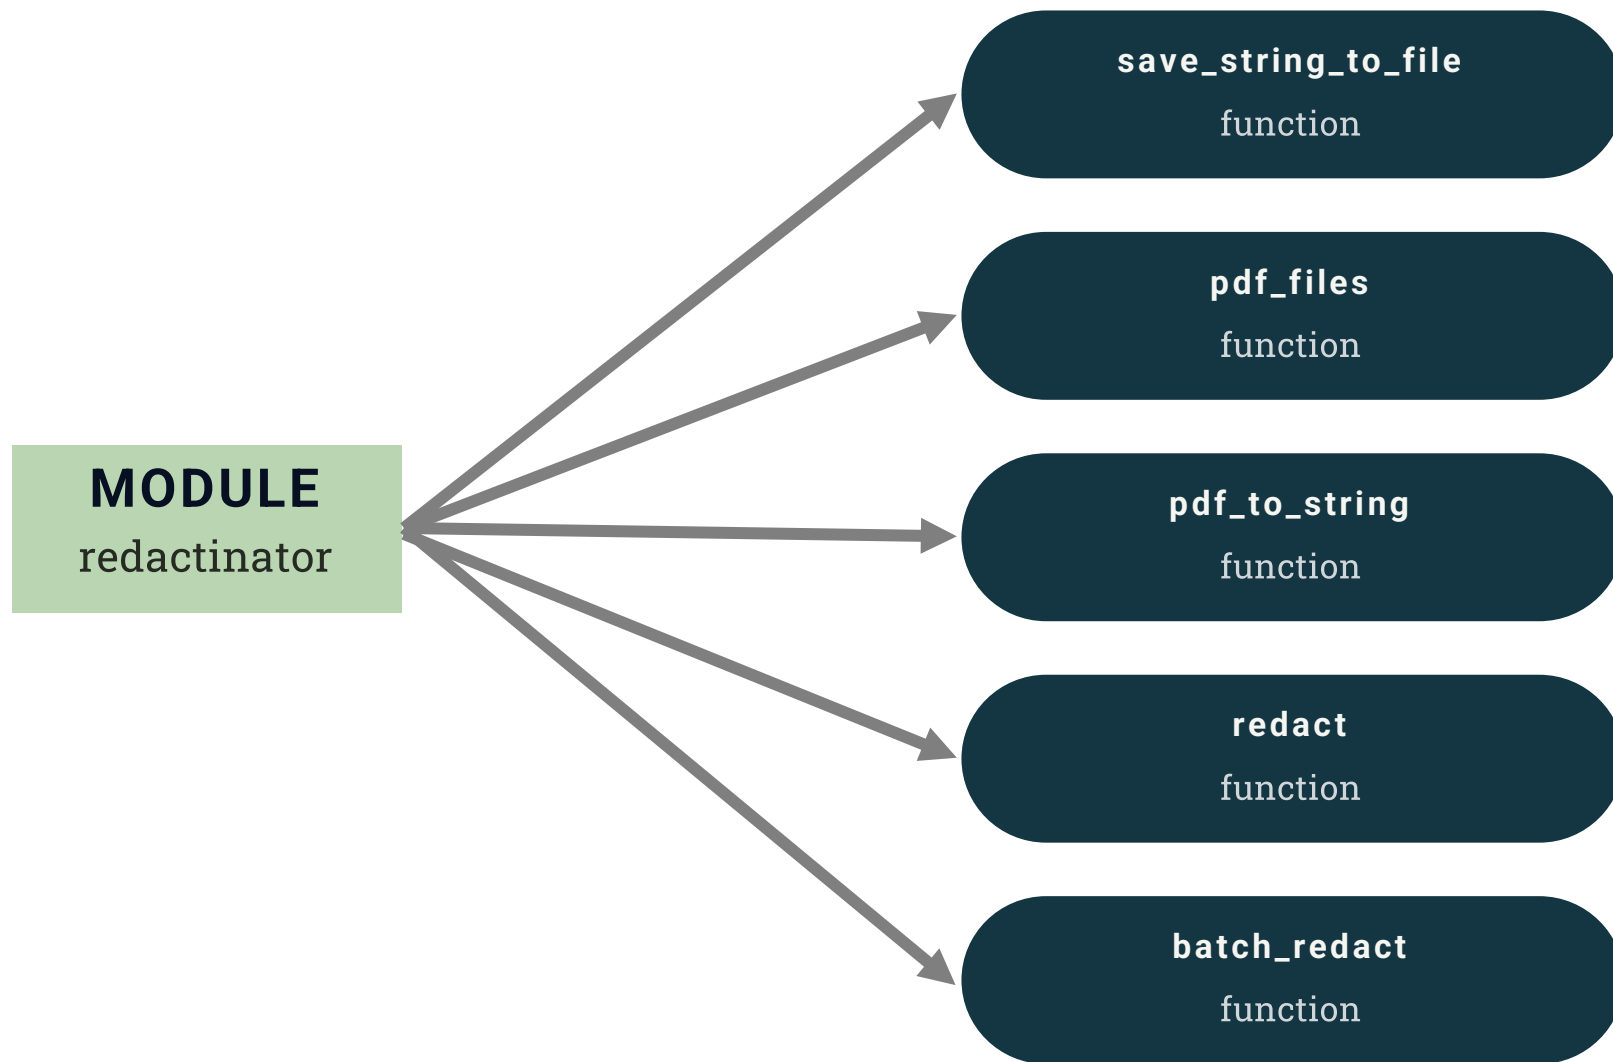 save_string_to_file
function
pdf_files
function
MODULE
redactinator
pdf_to_string
function
redact
function
batch_redact
function